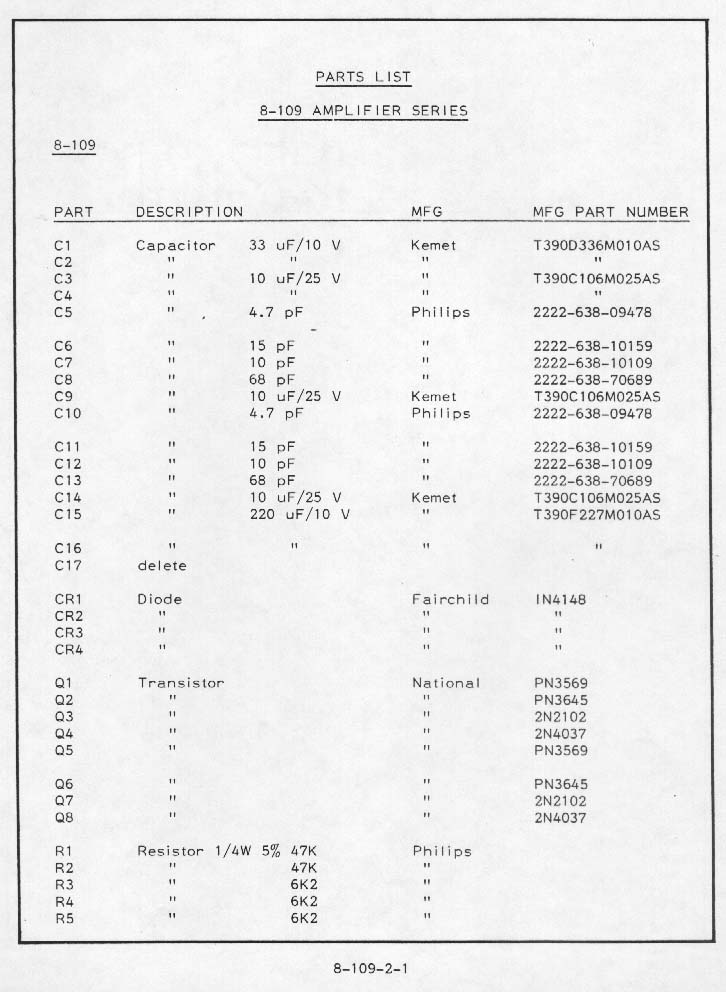 PARTS LIST
8-109 AMPLIFIER SERIES
8-109
PART DESCRIPTION MFG MFG PART NUMBER
C1 Capacitor 33 uF/10 V Kemet T390D336M010AS
C2 " " " "
C3 " 10 uF/25 V " T390C106M025AS
C4 " " " "
C5 " 4.7 pF Philips 2222-638-09478
C6 " 15 pF " 2222-638-10159
C7 " 10 pF " 2222-638-10109
C8 " 68 pF " 2222-638-70689
C9 " 10 uF/25 V Kemet T390C106M025AS
C10 " 4.7 pF Philips 2222-638-09478
C11 " 15 pF " 2222-638-10159
C12 " 10 pF " 2222-638-10109
C13 " 68 pF " 2222-638-70689
C14 " 10 uF/25 V Kemet T390C106M025AS
C15 " 220 uF/10 V " T390F227M010AS
C16 " " " "
C17 delete
CR1 Diode Fairchild IN4148
CR2 " " "
CR3 " " "
CR4 " " "
Q1 Transistor National PN3569
Q2 " " PN3645
Q3 " " 2N2102
Q4 " " 2N4037
Q5 " " PN3569
Q6 " " PN3645
Q7 " " 2N2102
Q8 " " 2N4037
R1 Resistor 1/4W 5% 47K Philips
R2 " 47K "
R3 " 6K2 "
R4 " 6K2 "
R5 " 6K2 "
8-109-2-1